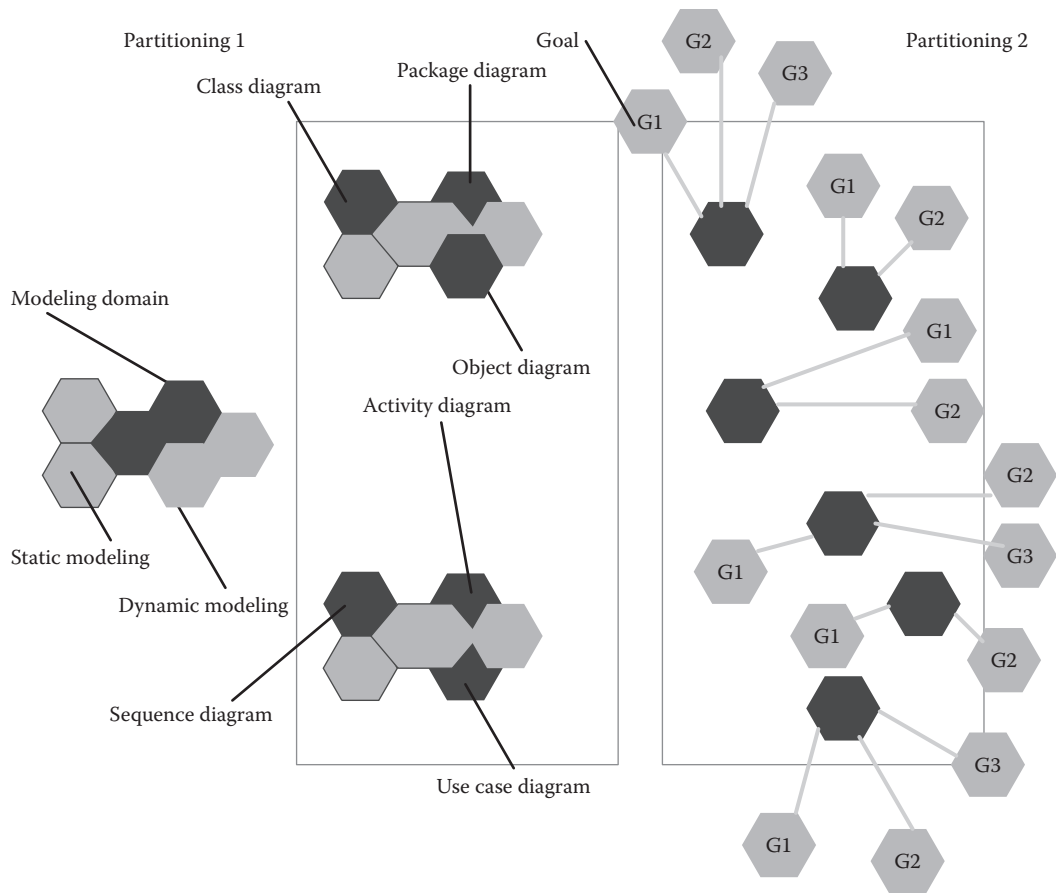 Partitioning 1
Goal
G2
Partitioning 2
Package diagram
G3
Class diagram
G1
G1
G2
Modeling domain
G1
Object diagram
Activity diagram
G2
G2
Static modeling
G3
G1
Dynamic modeling
G1
G2
Sequence diagram
G3
Use case diagram
G1
G2